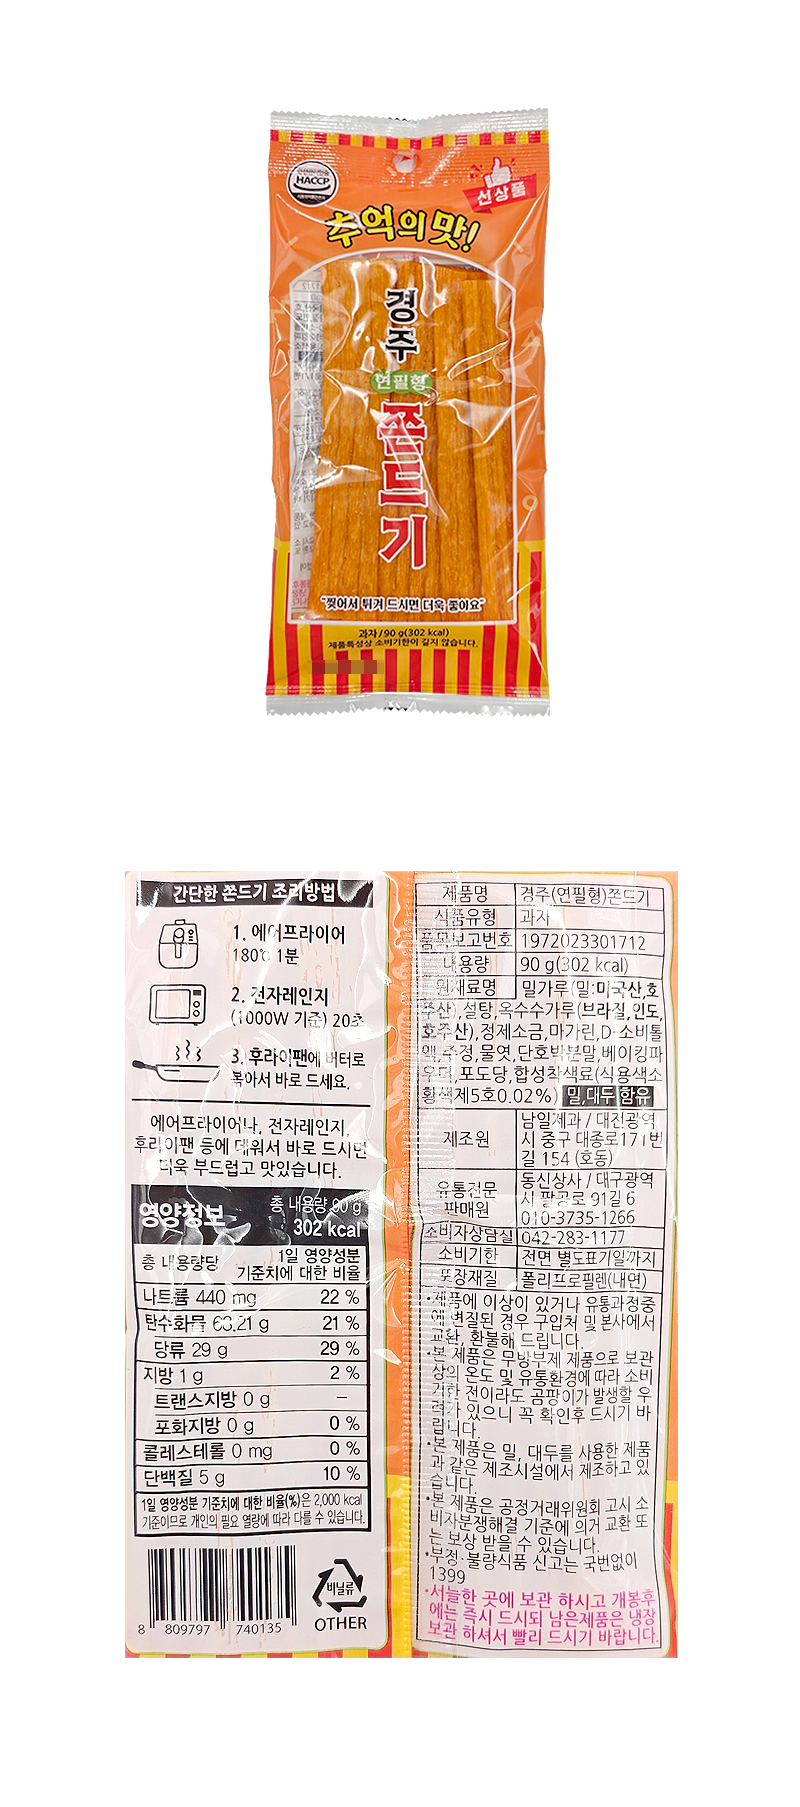 HACCP
신상품
추억의 맛!
경주
연필형
쫀드기
"찢어서 튀겨 드시면 더욱 좋아요"
과자/90 g(302 kcal)
제품특성상 소비기한이 길지 않습니다.
간단한 쫀드기 조리방법
1. 에어프라이어
180℃ 1분
2. 전자레인지
(1000W 기준) 20초
3. 후라이팬에 버터로
볶아서 바로 드세요.
에어프라이어나, 전자레인지,
후라이팬 등에 데워서 바로 드시면
더욱 부드럽고 맛있습니다.
영양정보
총 내용량 90 g
302 kcal
총 내용량당
1일 영양성분
기준치에 대한 비율
나트륨 440 mg 22 %
탄수화물 68.21 g 21 %
당류 29 g 29 %
지방 1 g 2 %
트랜스지방 0 g –
포화지방 0 g 0 %
콜레스테롤 0 mg 0 %
단백질 5 g 10 %
1일 영양성분 기준치에 대한 비율(%)은 2,000 kcal
기준이므로 개인의 필요 열량에 따라 다를 수 있습니다.
8 809797 740135
비닐류
OTHER
제품명 경주(연필형)쫀드기
식품유형 과자
품목보고번호 1972023301712
내용량 90 g(302 kcal)
원재료명 밀가루(밀:미국산,호
주산),설탕,옥수수가루(브라질,인도,
호주산),정제소금,마가린,D-소비톨
액,주정,물엿,단호박분말,베이킹파
우더,포도당,합성착색료(식용색소
황색제5호0.02%) 밀,대두 함유
제조원 남일제과 / 대전광역
시 중구 대종로171번
길 154 (호동)
유통전문
판매원
동신상사 / 대구광역
시 팔공로 91길 6
010-3735-1266
소비자상담실 042-283-1177
소비기한 전면 별도표기일까지
포장재질 폴리프로필렌(내면)
·제품에 이상이 있거나 유통과정중
에 변질된 경우 구입처 및 본사에서
교환, 환불해 드립니다.
·본 제품은 무방부제 제품으로 보관
상의 온도 및 유통환경에 따라 소비
기한 전이라도 곰팡이가 발생할 우
려가 있으니 꼭 확인후 드시기 바
랍니다.
·본 제품은 밀, 대두를 사용한 제품
과 같은 제조시설에서 제조하고 있
습니다.
·본 제품은 공정거래위원회 고시 소
비자분쟁해결 기준에 의거 교환 또
는 보상 받을 수 있습니다.
·부정·불량식품 신고는 국번없이
1399
·서늘한 곳에 보관 하시고 개봉후
에는 즉시 드시되 남은제품은 냉장
보관 하셔서 빨리 드시기 바랍니다.